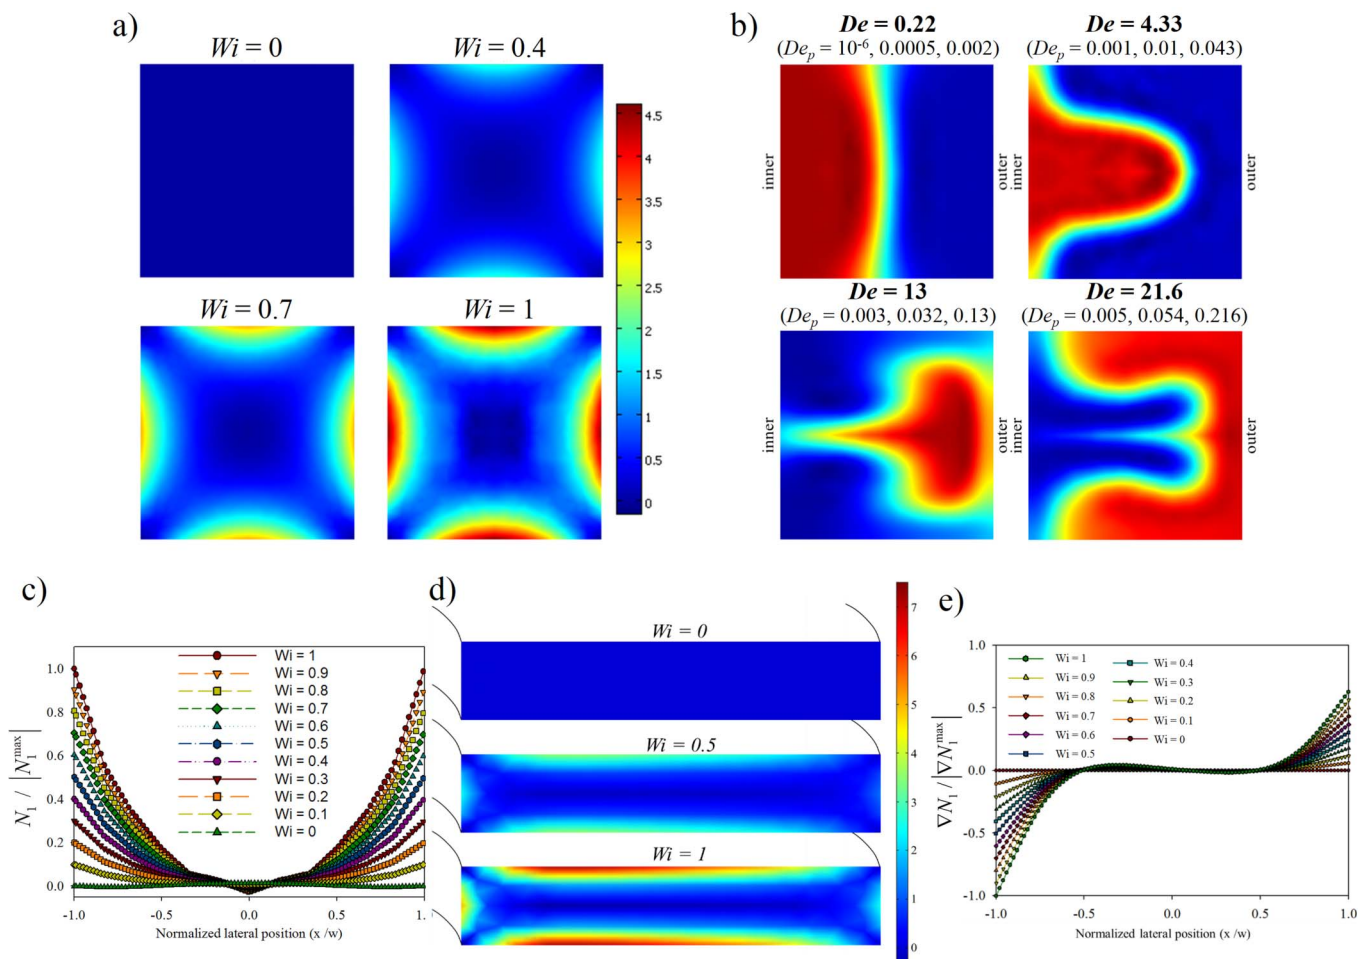 a)
Wi = 0
Wi = 0.4
Wi = 0.7
Wi = 1
4.5
4
3.5
3
2.5
2
1.5
1
0.5
0
b)
De = 0.22
(De_p = 10⁻⁶, 0.0005, 0.002)
De = 4.33
(De_p = 0.001, 0.01, 0.043)
inner
outer
inner
outer
De = 13
(De_p = 0.003, 0.032, 0.13)
De = 21.6
(De_p = 0.005, 0.054, 0.216)
inner
outer
inner
outer
c)
N₁ / |N₁^max|
1.0
0.8
0.6
0.4
0.2
0.0
Wi = 1
Wi = 0.9
Wi = 0.8
Wi = 0.7
Wi = 0.6
Wi = 0.5
Wi = 0.4
Wi = 0.3
Wi = 0.2
Wi = 0.1
Wi = 0
-1.0
-0.5
0.0
0.5
1.
Normalized lateral position (x /w)
d)
Wi = 0
Wi = 0.5
Wi = 1
7
6
5
4
3
2
1
0
e)
∇N₁ / |∇N₁^max|
1.0
0.5
0.0
-0.5
-1.0
Wi = 1
Wi = 0.9
Wi = 0.8
Wi = 0.7
Wi = 0.6
Wi = 0.5
Wi = 0.4
Wi = 0.3
Wi = 0.2
Wi = 0.1
Wi = 0
-1.0
-0.5
0.0
0.5
1.0
Normalized lateral position (x /w)